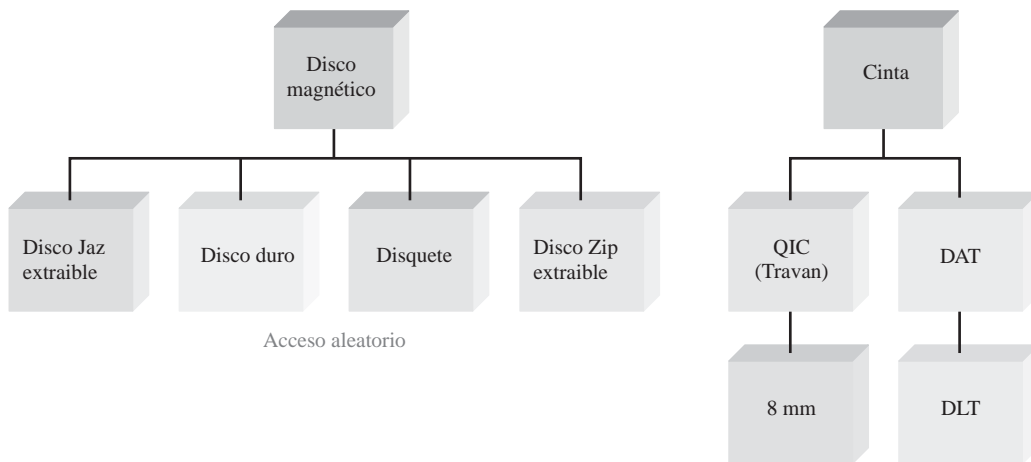 Disco
magnético
Cinta
Disco Jaz
extraible
Disco duro
Disquete
Disco Zip
extraible
QIC
(Travan)
DAT
Acceso aleatorio
8 mm
DLT